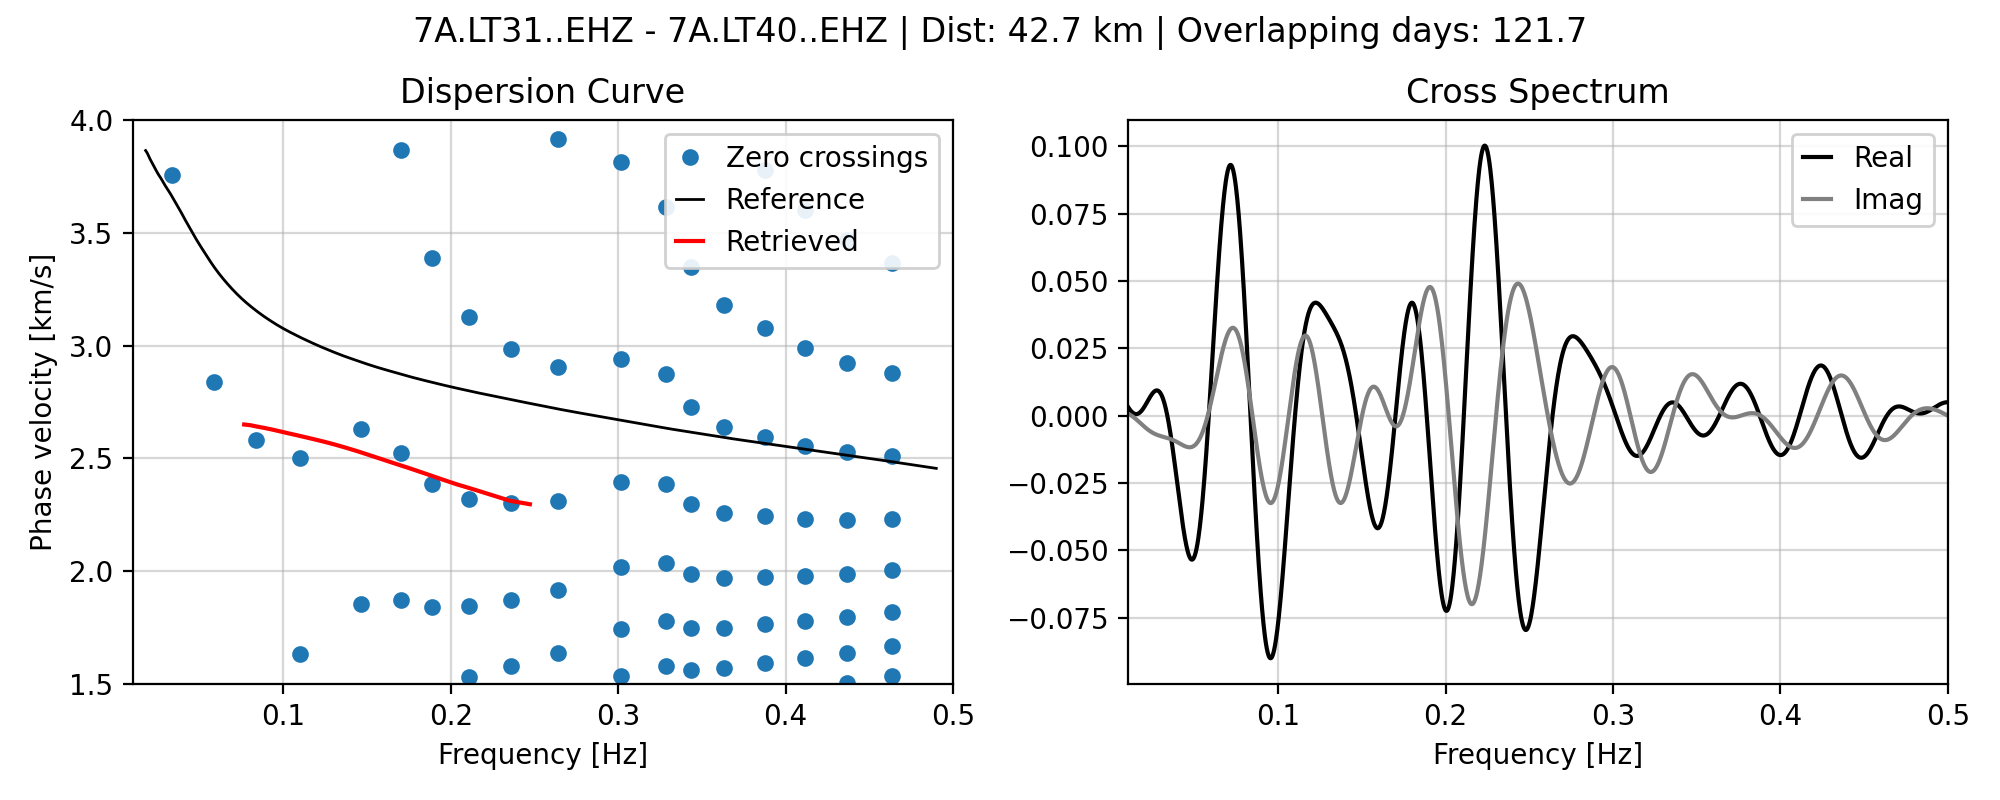 7A.LT31..EHZ - 7A.LT40..EHZ | Dist: 42.7 km | Overlapping days: 121.7
Dispersion Curve
4.0
3.5
3.0
2.5
2.0
1.5
Phase velocity [km/s]
Zero crossings
Reference
Retrieved
0.1 0.2 0.3 0.4 0.5
Frequency [Hz]
Cross Spectrum
0.100
0.075
0.050
0.025
0.000
−0.025
−0.050
−0.075
Real
Imag
0.1 0.2 0.3 0.4 0.5
Frequency [Hz]